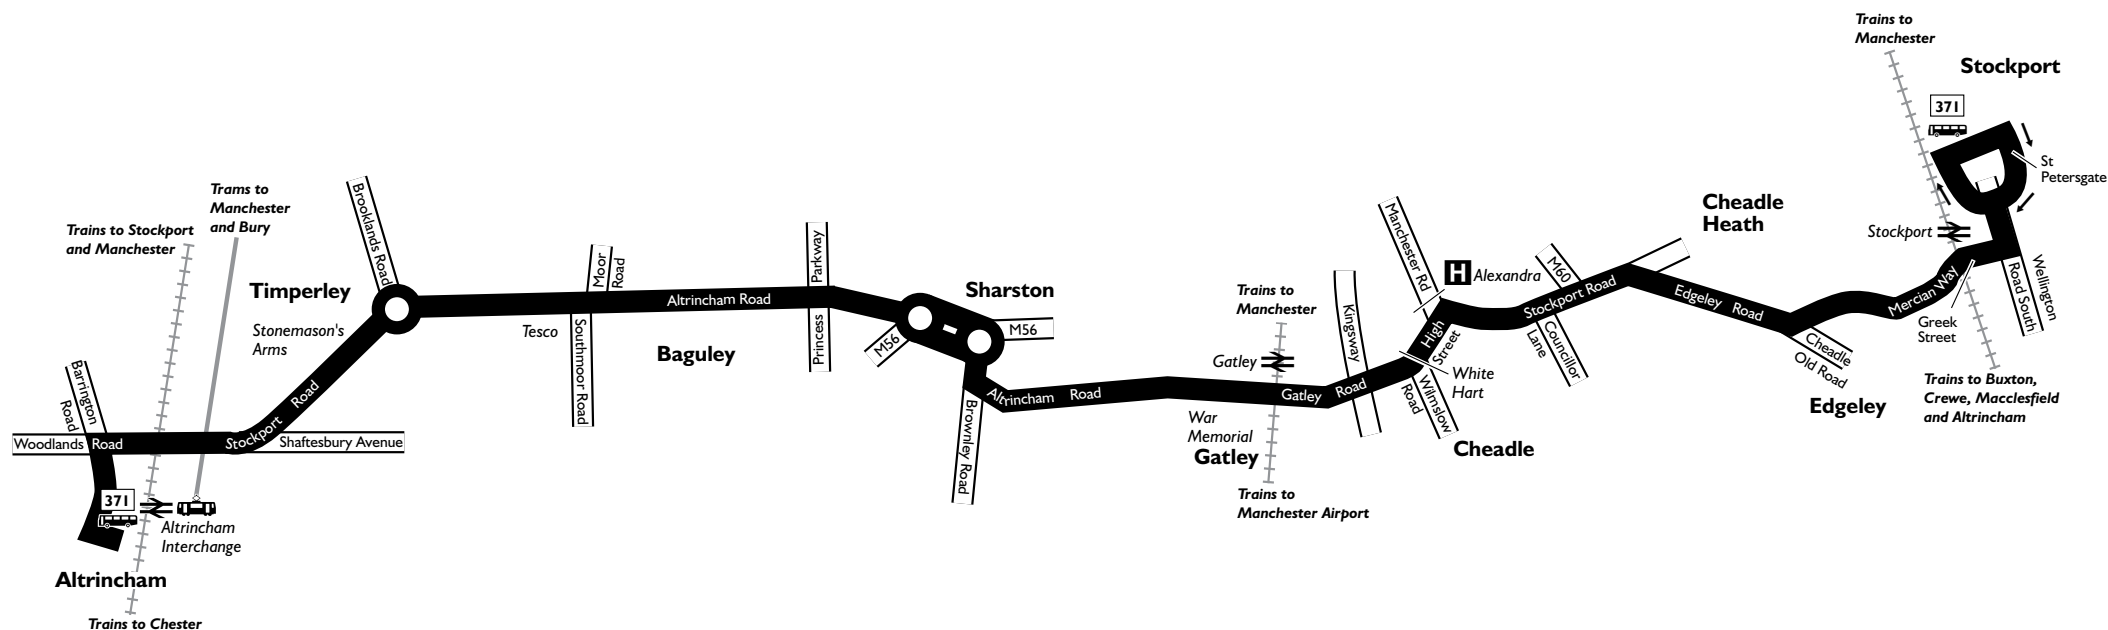 Trains to Stockport
and Manchester
Trams to
Manchester
and Bury
Barrington
Road
Woodlands Road
Stockport Road
Shaftesbury Avenue
371
Altrincham
Interchange
Altrincham
Trains to Chester
Timperley
Stonemason's
Arms
Brooklands Road
Tesco
Moor
Road
Southmoor Road
Baguley
Altrincham Road
Parkway
Princess
M56
Sharston
M56
Brownley Road
Altrincham Road
Trains to
Manchester
Gatley
War
Memorial
Gatley
Trains to
Manchester Airport
Gatley Road
Kingsway
Manchester Rd
H Alexandra
High
Street
White
Hart
Wilmslow
Road
Cheadle
M60
Stockport Road
Councillor
Lane
Cheadle
Heath
Edgeley Road
Cheadle
Old Road
Edgeley
Mercian Way
Greek
Street
Trains to
Manchester
Stockport
371
St
Petersgate
Stockport
Wellington
Road South
Trains to Buxton,
Crewe, Macclesfield
and Altrincham